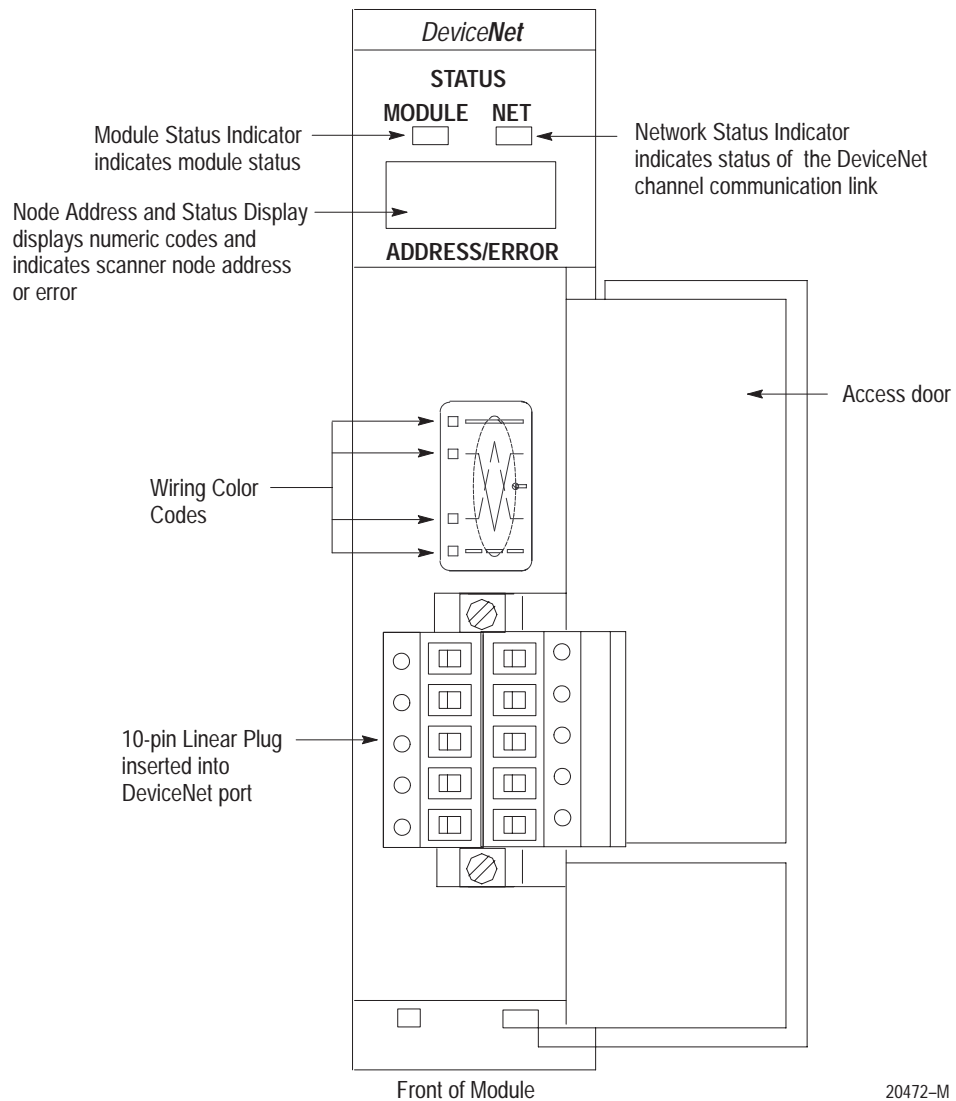 DeviceNet
STATUS
MODULE NET
Module Status Indicator
indicates module status
Network Status Indicator
indicates status of the DeviceNet
channel communication link
Node Address and Status Display
displays numeric codes and
indicates scanner node address
or error
ADDRESS/ERROR
Access door
Wiring Color
Codes
10-pin Linear Plug
inserted into
DeviceNet port
Front of Module
20472–M